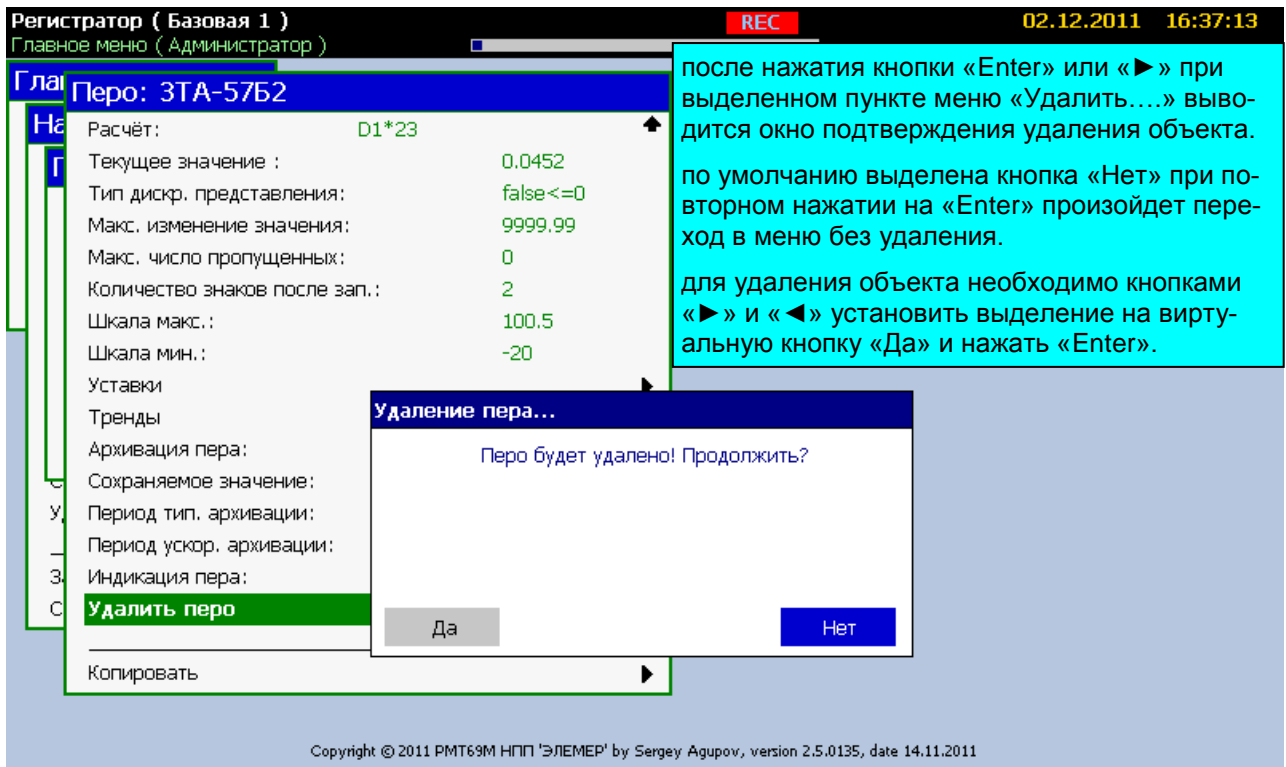 Регистратор ( Базовая 1 )
REC
02.12.2011 16:37:13
Главное меню ( Администратор )
Глав
На
П
Перо: 3ТА-57Б2
Расчёт: D1*23
Текущее значение : 0.0452
Тип дискр. представления: false<=0
Макс. изменение значения: 9999.99
Макс. число пропущенных: 0
Количество знаков после зап.: 2
Шкала макс.: 100.5
Шкала мин.: -20
Уставки
Тренды
Архивация пера:
Сохраняемое значение:
Период тип. архивации:
Период ускор. архивации:
Индикация пера:
Удалить перо
Копировать
С
У
З
С
после нажатия кнопки «Enter» или «►» при
выделенном пункте меню «Удалить….» выво-
дится окно подтверждения удаления объекта.
по умолчанию выделена кнопка «Нет» при по-
вторном нажатии на «Enter» произойдет пере-
ход в меню без удаления.
для удаления объекта необходимо кнопками
«►» и «◄» установить выделение на вирту-
альную кнопку «Да» и нажать «Enter».
Удаление пера...
Перо будет удалено! Продолжить?
Да
Нет
Copyright © 2011 РМТ69М НПП 'ЭЛЕМЕР' by Sergey Agupov, version 2.5.0135, date 14.11.2011